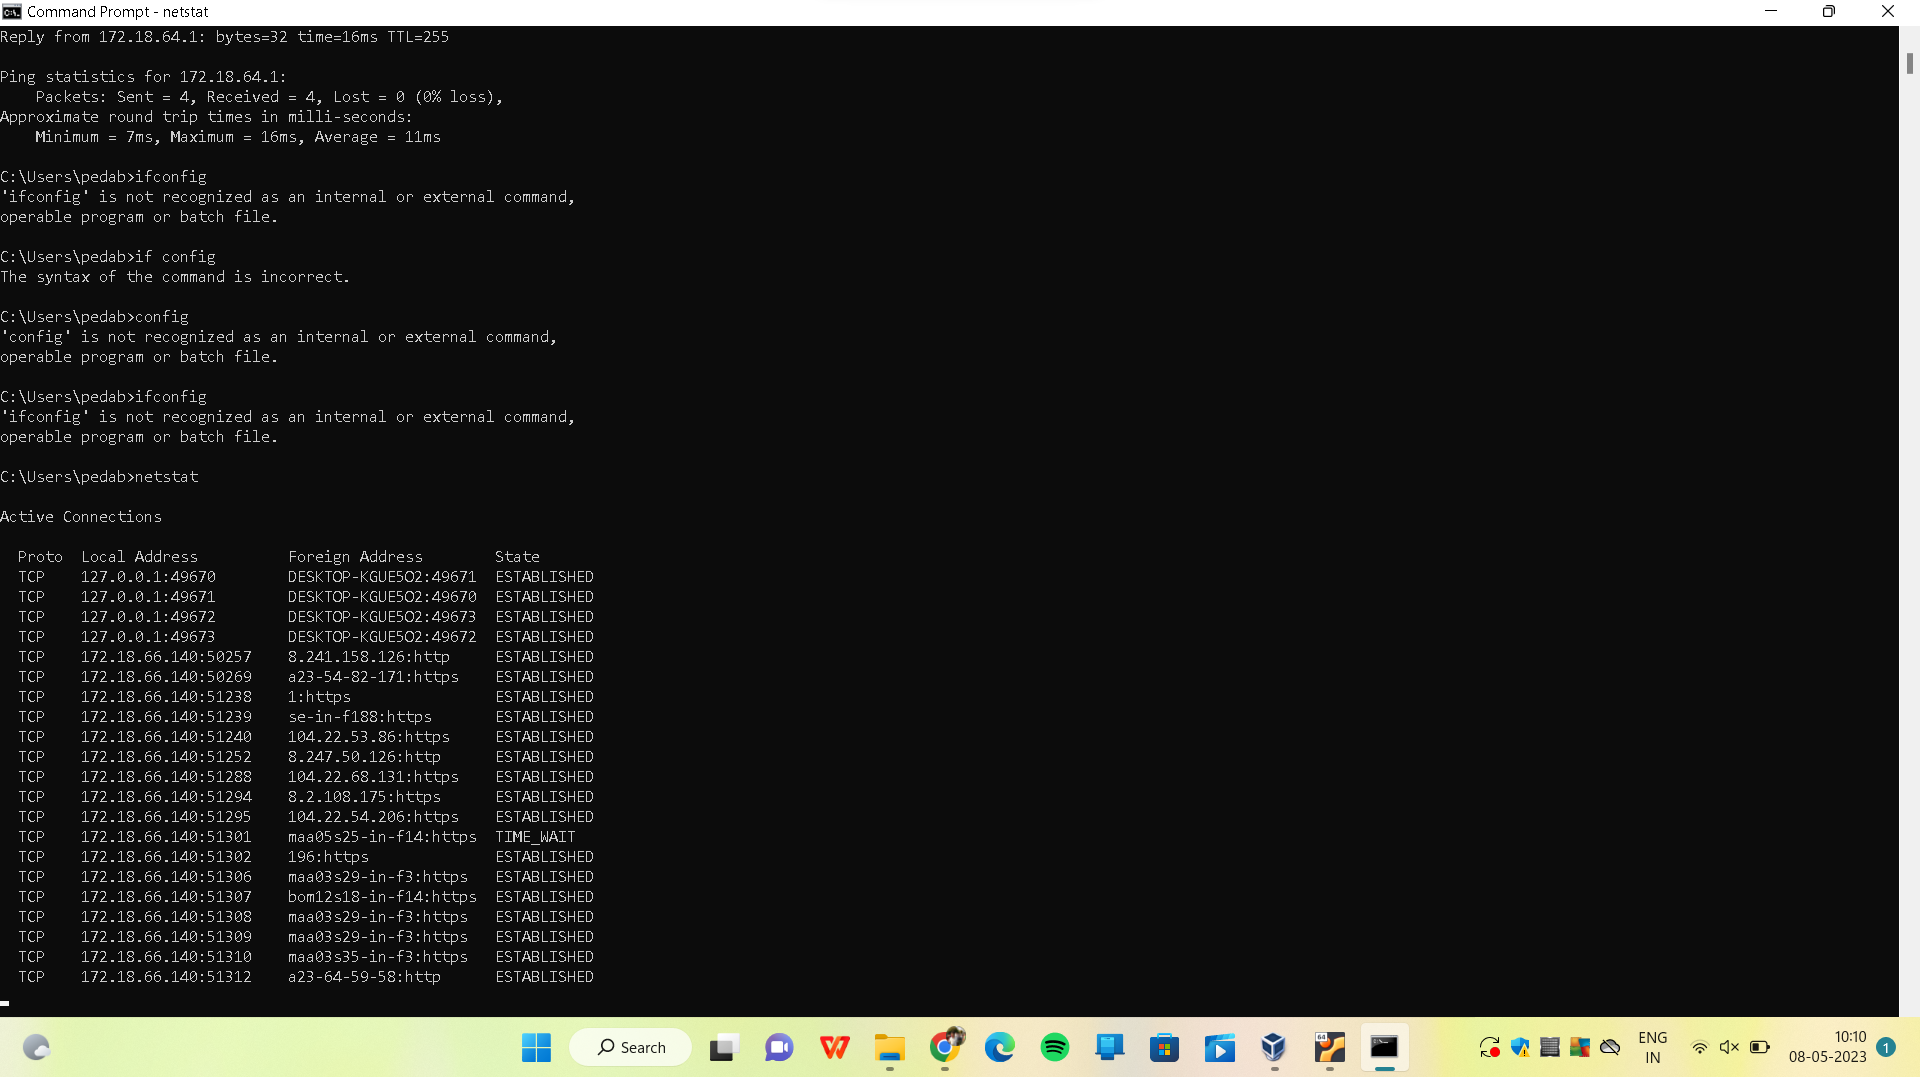 Command Prompt - netstat
Reply from 172.18.64.1: bytes=32 time=16ms TTL=255
Ping statistics for 172.18.64.1:
Packets: Sent = 4, Received = 4, Lost = 0 (0% loss),
Approximate round trip times in milli-seconds:
Minimum = 7ms, Maximum = 16ms, Average = 11ms
C:\Users\pedab>ifconfig
'ifconfig' is not recognized as an internal or external command,
operable program or batch file.
C:\Users\pedab>if config
The syntax of the command is incorrect.
C:\Users\pedab>config
'config' is not recognized as an internal or external command,
operable program or batch file.
C:\Users\pedab>ifconfig
'ifconfig' is not recognized as an internal or external command,
operable program or batch file.
C:\Users\pedab>netstat
Active Connections
Proto  Local Address          Foreign Address        State
TCP    127.0.0.1:49670        DESKTOP-KGUE5O2:49671  ESTABLISHED
TCP    127.0.0.1:49671        DESKTOP-KGUE5O2:49670  ESTABLISHED
TCP    127.0.0.1:49672        DESKTOP-KGUE5O2:49673  ESTABLISHED
TCP    127.0.0.1:49673        DESKTOP-KGUE5O2:49672  ESTABLISHED
TCP    172.18.66.140:50257    8.241.158.126:http     ESTABLISHED
TCP    172.18.66.140:50269    a23-54-82-171:https    ESTABLISHED
TCP    172.18.66.140:51238    1:https                ESTABLISHED
TCP    172.18.66.140:51239    se-in-f188:https       ESTABLISHED
TCP    172.18.66.140:51240    104.22.53.86:https     ESTABLISHED
TCP    172.18.66.140:51252    8.247.50.126:http      ESTABLISHED
TCP    172.18.66.140:51288    104.22.68.131:https    ESTABLISHED
TCP    172.18.66.140:51294    8.2.108.175:https      ESTABLISHED
TCP    172.18.66.140:51295    104.22.54.206:https    ESTABLISHED
TCP    172.18.66.140:51301    maa05s25-in-f14:https  TIME_WAIT
TCP    172.18.66.140:51302    196:https              ESTABLISHED
TCP    172.18.66.140:51306    maa03s29-in-f3:https   ESTABLISHED
TCP    172.18.66.140:51307    bom12s18-in-f14:https  ESTABLISHED
TCP    172.18.66.140:51308    maa03s29-in-f3:https   ESTABLISHED
TCP    172.18.66.140:51309    maa03s29-in-f3:https   ESTABLISHED
TCP    172.18.66.140:51310    maa03s35-in-f3:https   ESTABLISHED
TCP    172.18.66.140:51312    a23-64-59-58:http      ESTABLISHED
Search
64
ENG
IN
10:10
08-05-2023
1